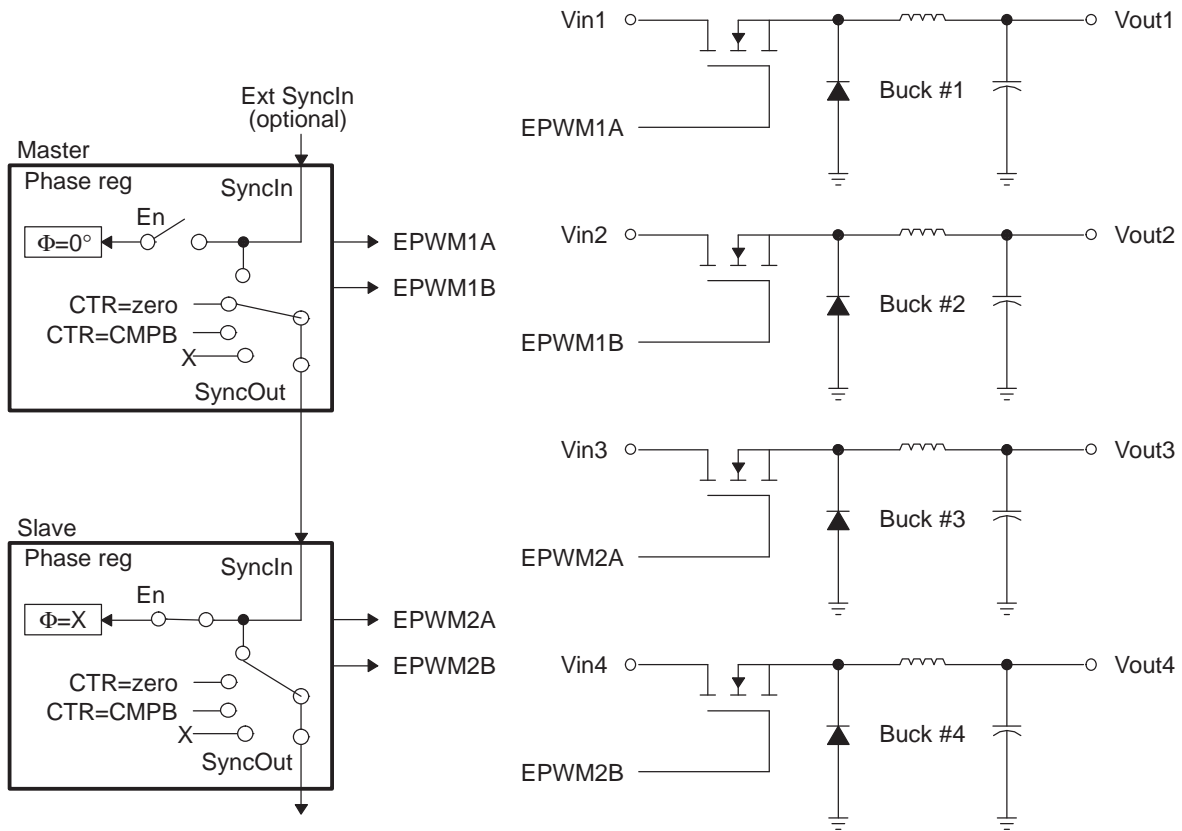 Ext SyncIn
(optional)
Master
Phase reg
SyncIn
En
Φ=0°
EPWM1A
EPWM1B
CTR=zero
CTR=CMPB
X
SyncOut
Slave
Phase reg
SyncIn
En
Φ=X
EPWM2A
EPWM2B
CTR=zero
CTR=CMPB
X
SyncOut
Vin1
Vout1
Buck #1
EPWM1A
Vin2
Vout2
Buck #2
EPWM1B
Vin3
Vout3
Buck #3
EPWM2A
Vin4
Vout4
Buck #4
EPWM2B